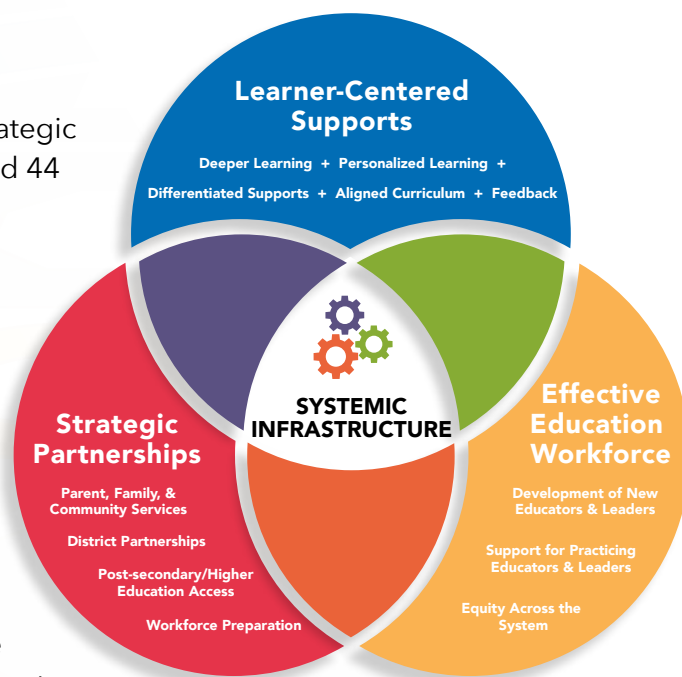 ategic
d 44
Learner-Centered
Supports
Deeper Learning + Personalized Learning +
Differentiated Supports + Aligned Curriculum + Feedback
SYSTEMIC
INFRASTRUCTURE
Strategic
Partnerships
Parent, Family, &
Community Services
District Partnerships
Post-secondary/Higher
Education Access
Workforce Preparation
Effective
Education
Workforce
Development of New
Educators & Leaders
Support for Practicing
Educators & Leaders
Equity Across the
System